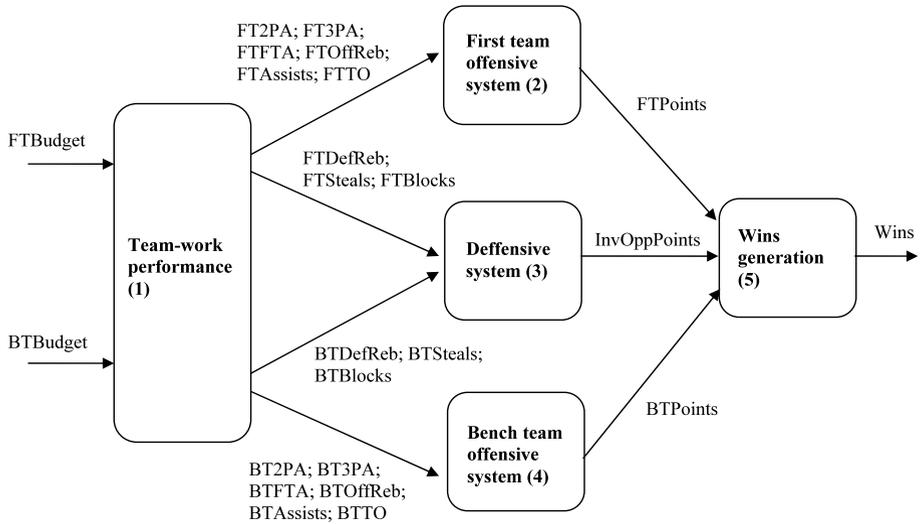 FT2PA; FT3PA;
FTFTA; FTOffReb;
FTAssists; FTTO
First team
offensive
system (2)
FTPoints
FTBudget
FTDefReb;
FTSteals; FTBlocks
Team-work
performance
(1)
Deffensive
system (3)
InvOppPoints
Wins
generation
(5)
Wins
BTBudget
BTDefReb; BTSteals;
BTBlocks
BTPoints
Bench team
offensive
system (4)
BT2PA; BT3PA;
BTFTA; BTOffReb;
BTAssists; BTTO